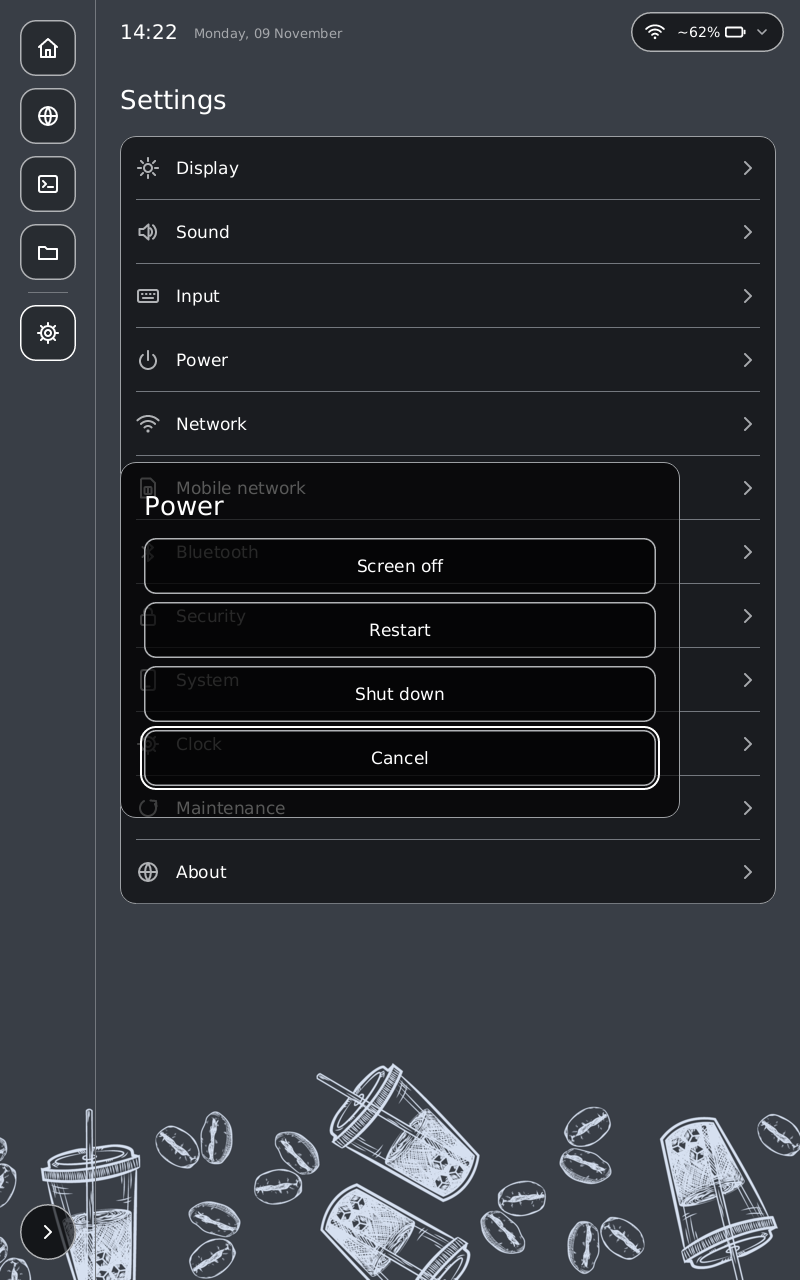 14:22 Monday, 09 November
~62%
Settings
Display
Sound
Input
Power
Network
Mobile network
Power
Bluetooth
Screen off
Security
Restart
System
Shut down
Clock
Cancel
Maintenance
About